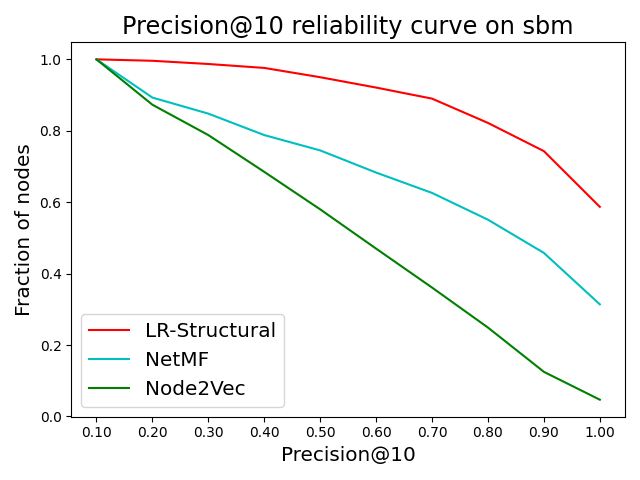 Precision@10 reliability curve on sbm
Fraction of nodes
1.0
0.8
0.6
0.4
0.2
0.0
LR-Structural
NetMF
Node2Vec
0.10 0.20 0.30 0.40 0.50 0.60 0.70 0.80 0.90 1.00
Precision@10